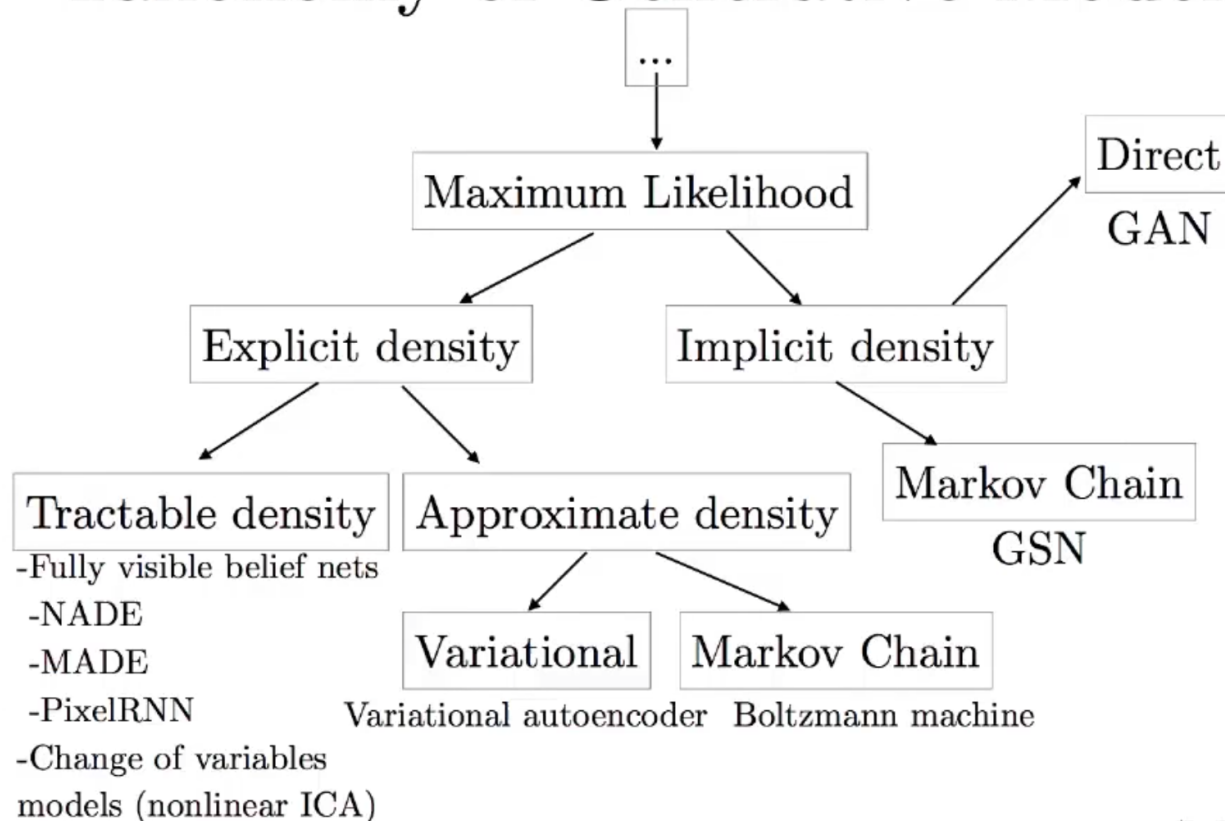 ...
Maximum Likelihood
Direct
GAN
Explicit density
Implicit density
Tractable density
Approximate density
Markov Chain
GSN
-Fully visible belief nets
-NADE
-MADE
-PixelRNN
-Change of variables
models (nonlinear ICA)
Variational
Markov Chain
Variational autoencoder
Boltzmann machine